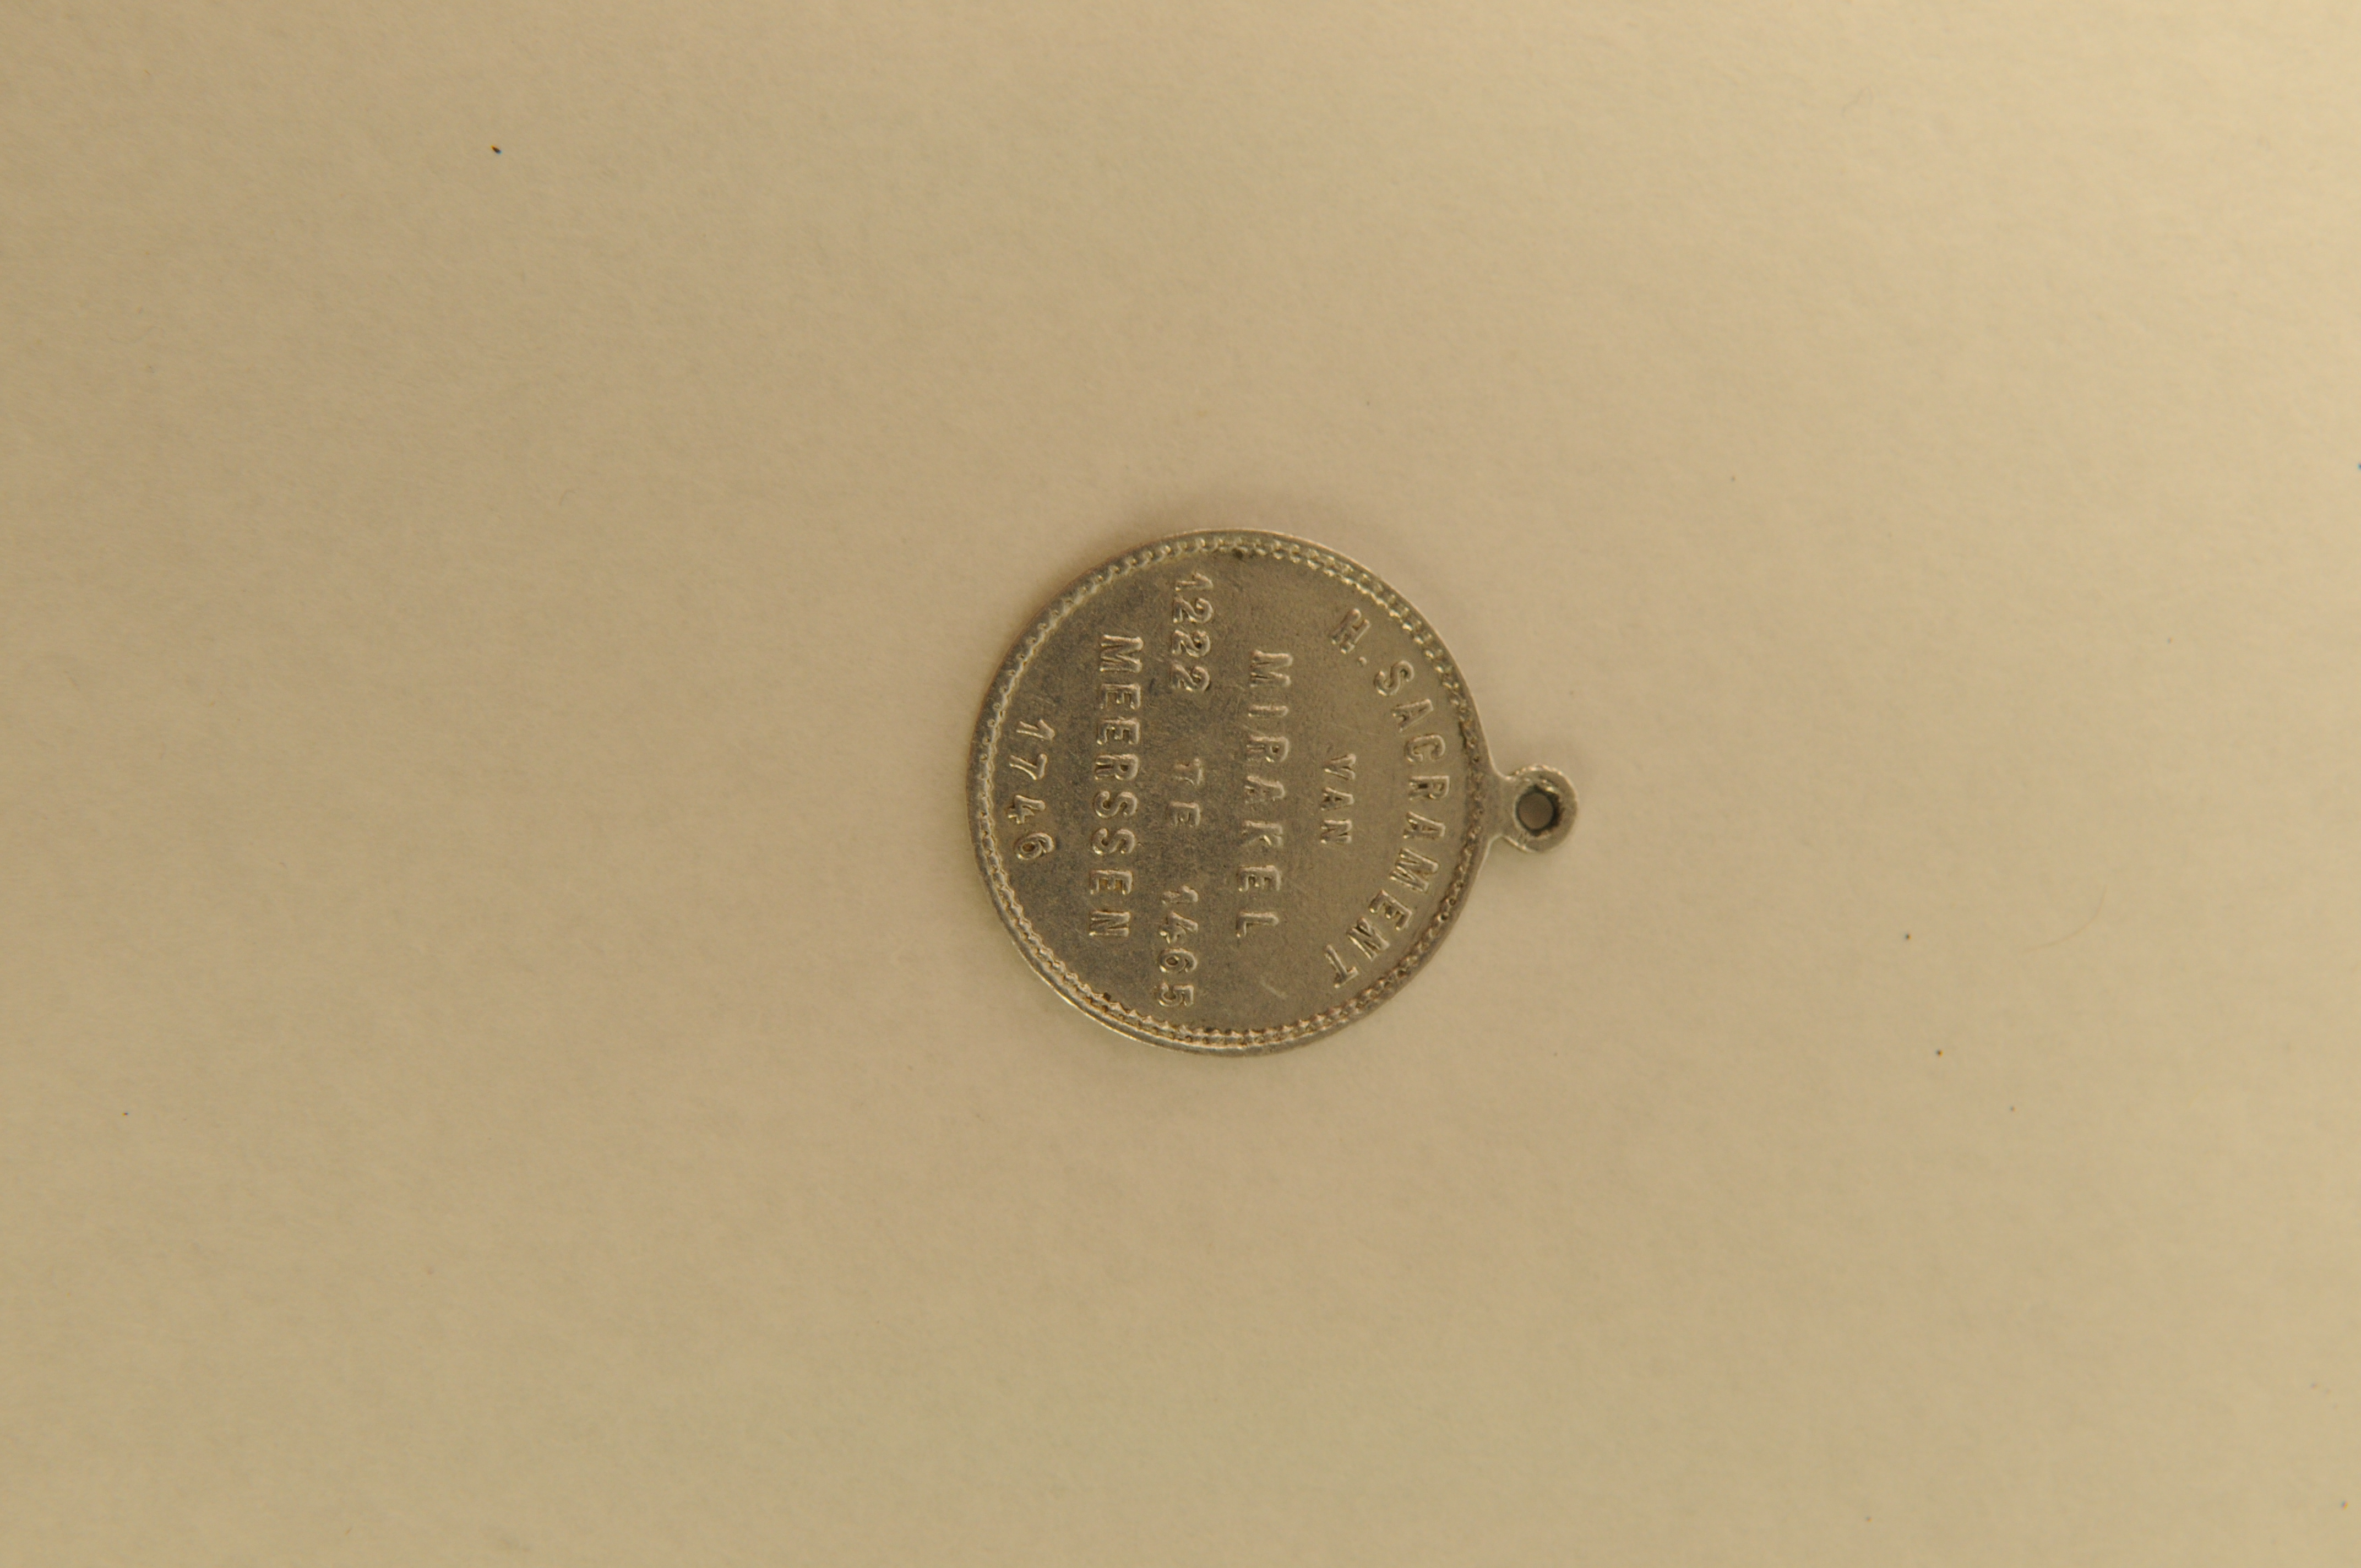 H. SACRAMENT
VAN
MIRAKEL
1222 TE 1465
MEERSSEN
1746